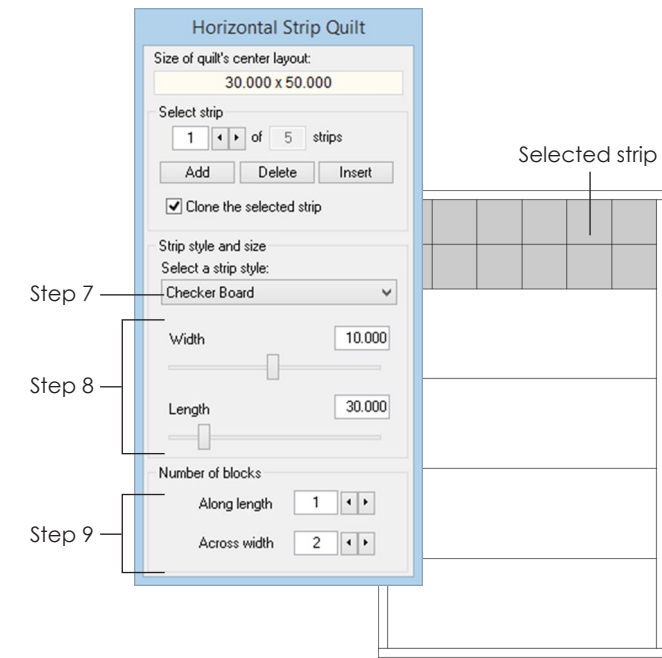 Horizontal Strip Quilt
Size of quilt's center layout:
30.000 x 50.000
Select strip
1 of 5 strips
Add Delete Insert
Clone the selected strip
Selected strip
Strip style and size
Select a strip style:
Step 7
Checker Board
Width 10.000
Step 8
Length 30.000
Number of blocks
Along length 1
Step 9
Across width 2